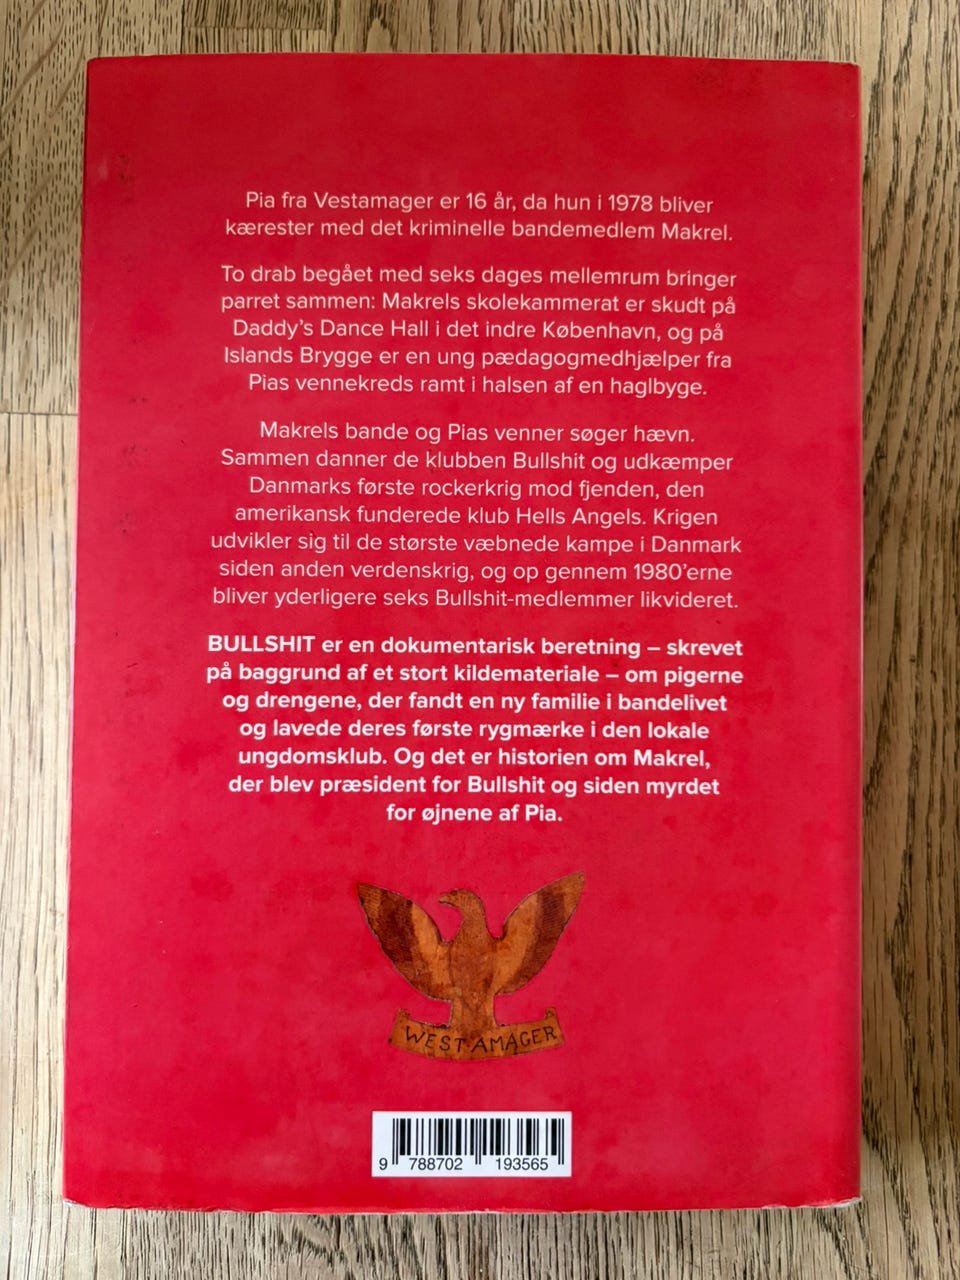 Pia fra Vestamager er 16 år, da hun i 1978 bliver
kærester med det kriminelle bandemedlem Makrel.
To drab begået med seks dages mellemrum bringer
parret sammen: Makrels skolekammerat er skudt på
Daddy's Dance Hall i det indre København, og på
Islands Brygge er en ung pædagogmedhjælper fra
Pias vennekreds ramt i halsen af en haglbyge.
Makrels bande og Pias venner søger hævn.
Sammen danner de klubben Bullshit og udkæmper
Danmarks første rockerkrig mod fjenden, den
amerikansk funderede klub Hells Angels. Krigen
udvikler sig til de største væbnede kampe i Danmark
siden anden verdenskrig, og op gennem 1980'erne
bliver yderligere seks Bullshit-medlemmer likvideret.
BULLSHIT er en dokumentarisk beretning – skrevet
på baggrund af et stort kildemateriale – om pigerne
og drengene, der fandt en ny familie i bandelivet
og lavede deres første rygmærke i den lokale
ungdomsklub. Og det er historien om Makrel,
der blev præsident for Bullshit og siden myrdet
for øjnene af Pia.
WEST-AMAGER
9 788702 193565